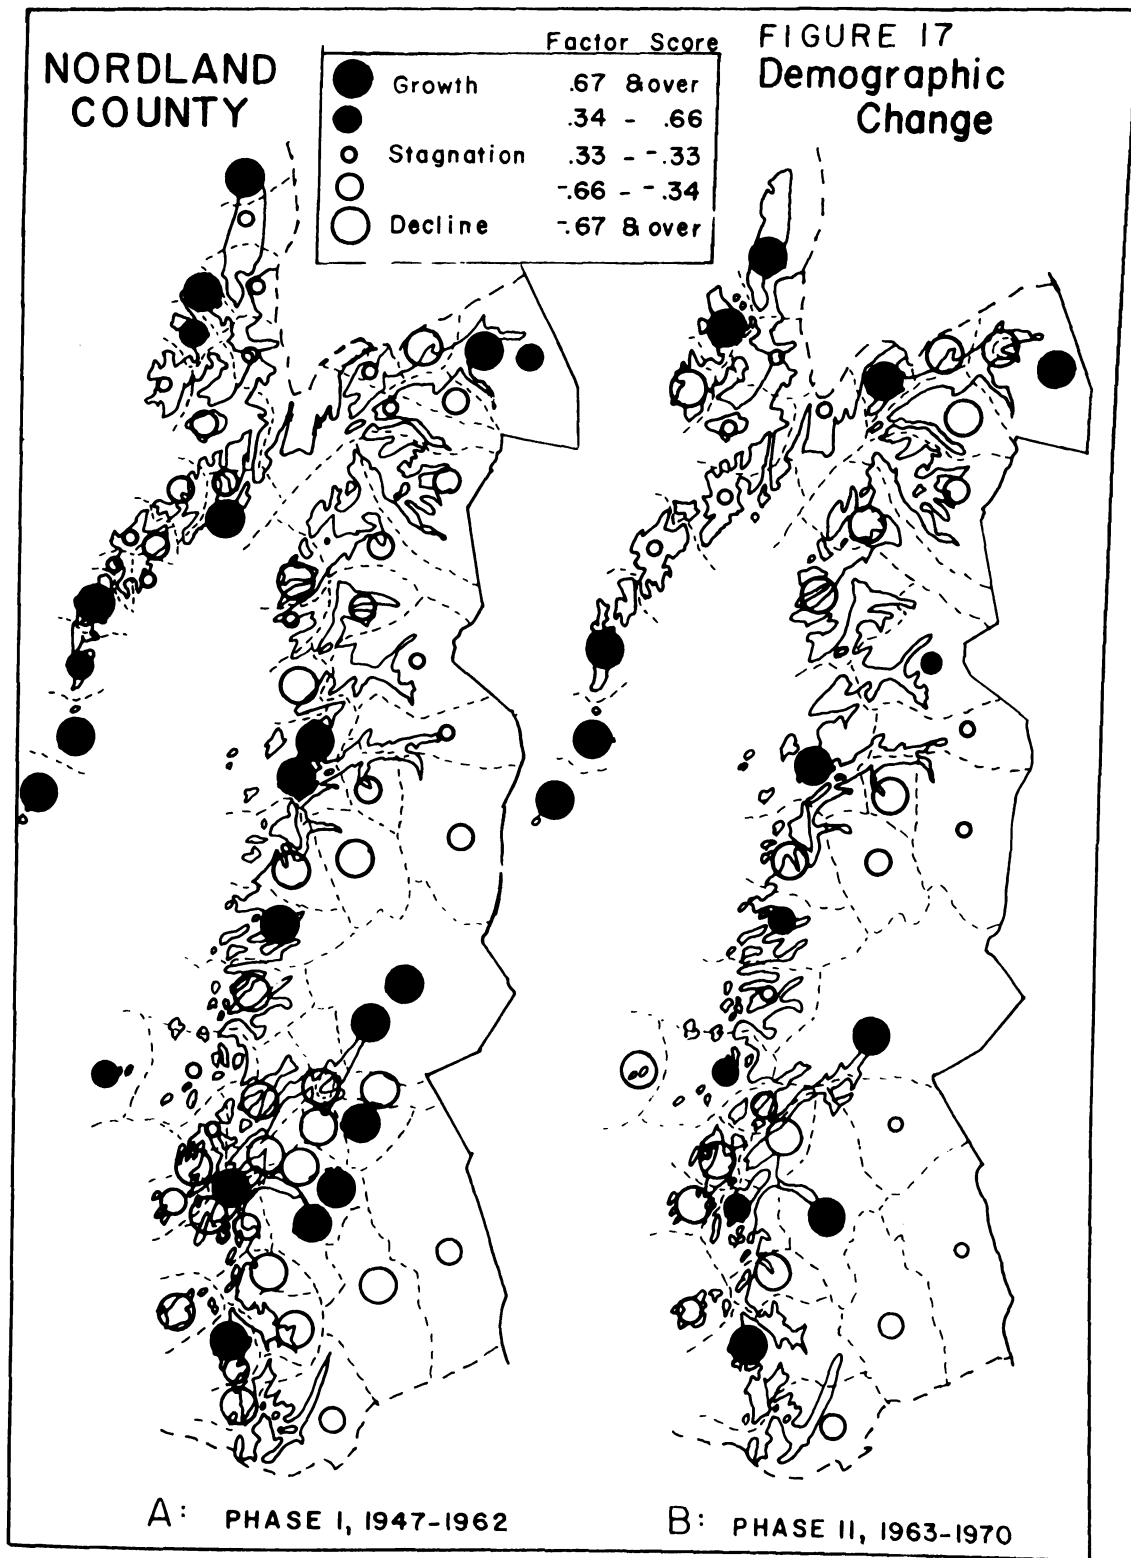 NORDLAND
COUNTY
Factor Score
Growth .67 & over
.34 - .66
Stagnation .33 - -.33
-.66 - -.34
Decline -.67 & over
FIGURE 17
Demographic
Change
A: PHASE I, 1947-1962
B: PHASE II, 1963-1970